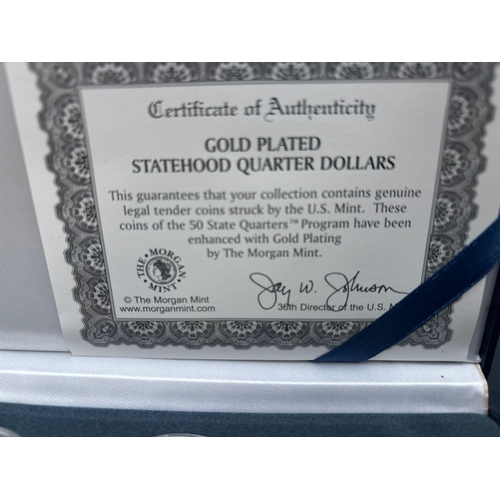 Certificate of Authenticity
GOLD PLATED
STATEHOOD QUARTER DOLLARS
This guarantees that your collection contains genuine
legal tender coins struck by the U.S. Mint. These
coins of the 50 State Quarters™ Program have been
enhanced with Gold Plating
by The Morgan Mint.
THE MORGAN MINT
Jay W. Johnson
© The Morgan Mint
www.morganmint.com
36th Director of the U.S. M